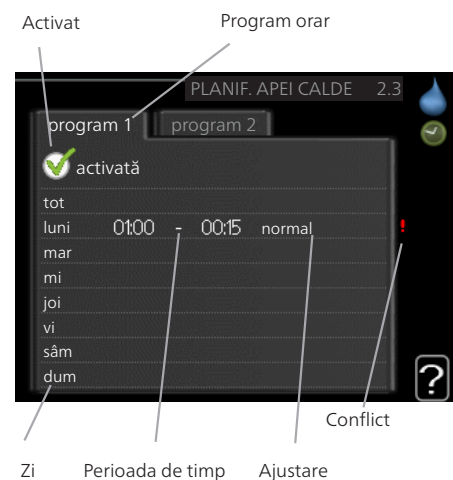 Activat Program orar
PLANIF. APEI CALDE 2.3
program 1 program 2
activată
tot
luni 01:00 - 00:15 normal !
mar
mi
joi
vi
sâm
dum
?
Conflict
Zi Perioada de timp Ajustare